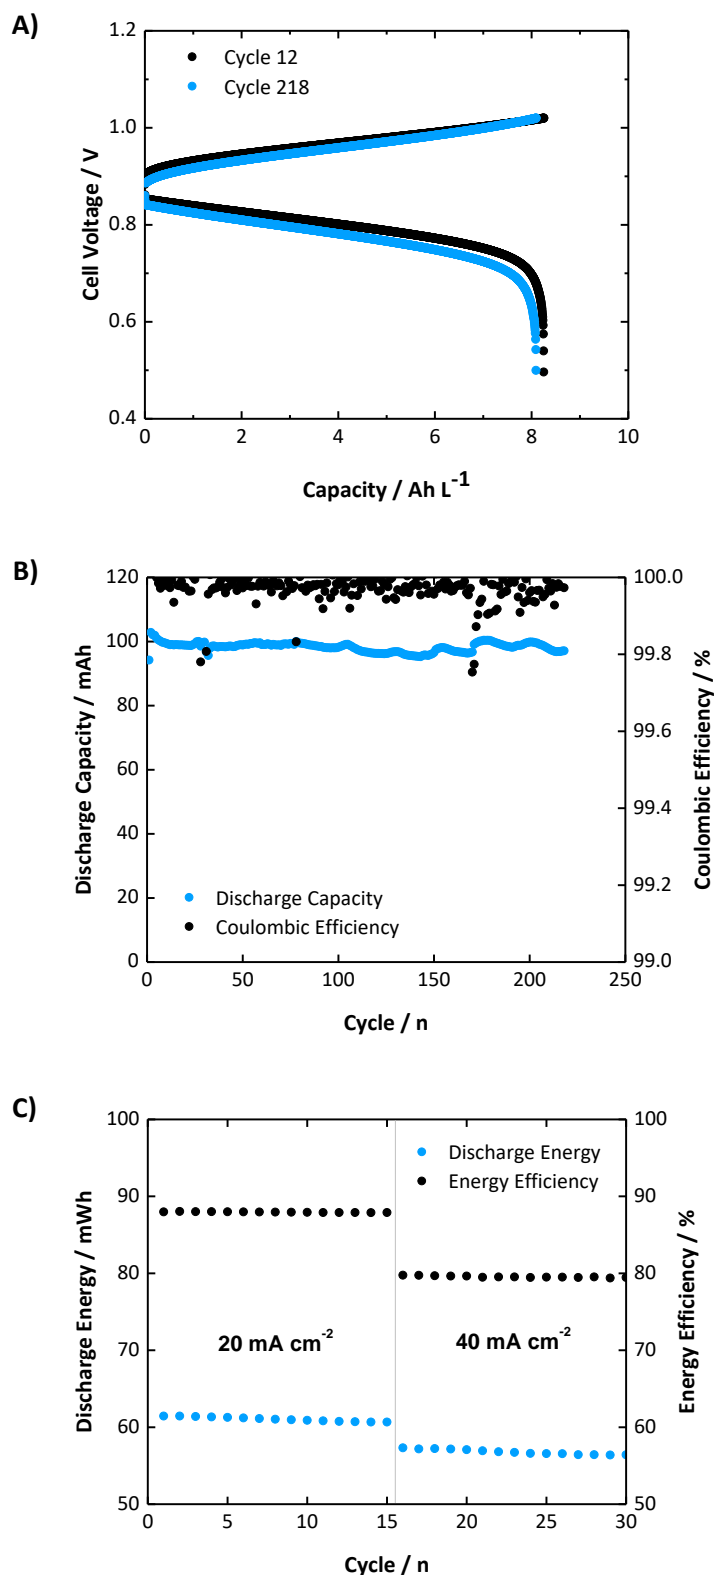 A)
1.2
Cycle 12
Cycle 218
1.0
Cell Voltage / V
0.8
0.6
0.4
0 2 4 6 8 10
Capacity / Ah L⁻¹
B)
120 100.0
100 99.8
80 99.6
60 99.4
40 99.2
20 99.0
0
Discharge Capacity / mAh
Coulombic Efficiency / %
Discharge Capacity
Coulombic Efficiency
0 50 100 150 200 250
Cycle / n
C)
100 100
Discharge Energy
Energy Efficiency
90 90
80 80
20 mA cm⁻² 40 mA cm⁻²
70 70
60 60
50 50
Discharge Energy / mWh
Energy Efficiency / %
0 5 10 15 20 25 30
Cycle / n